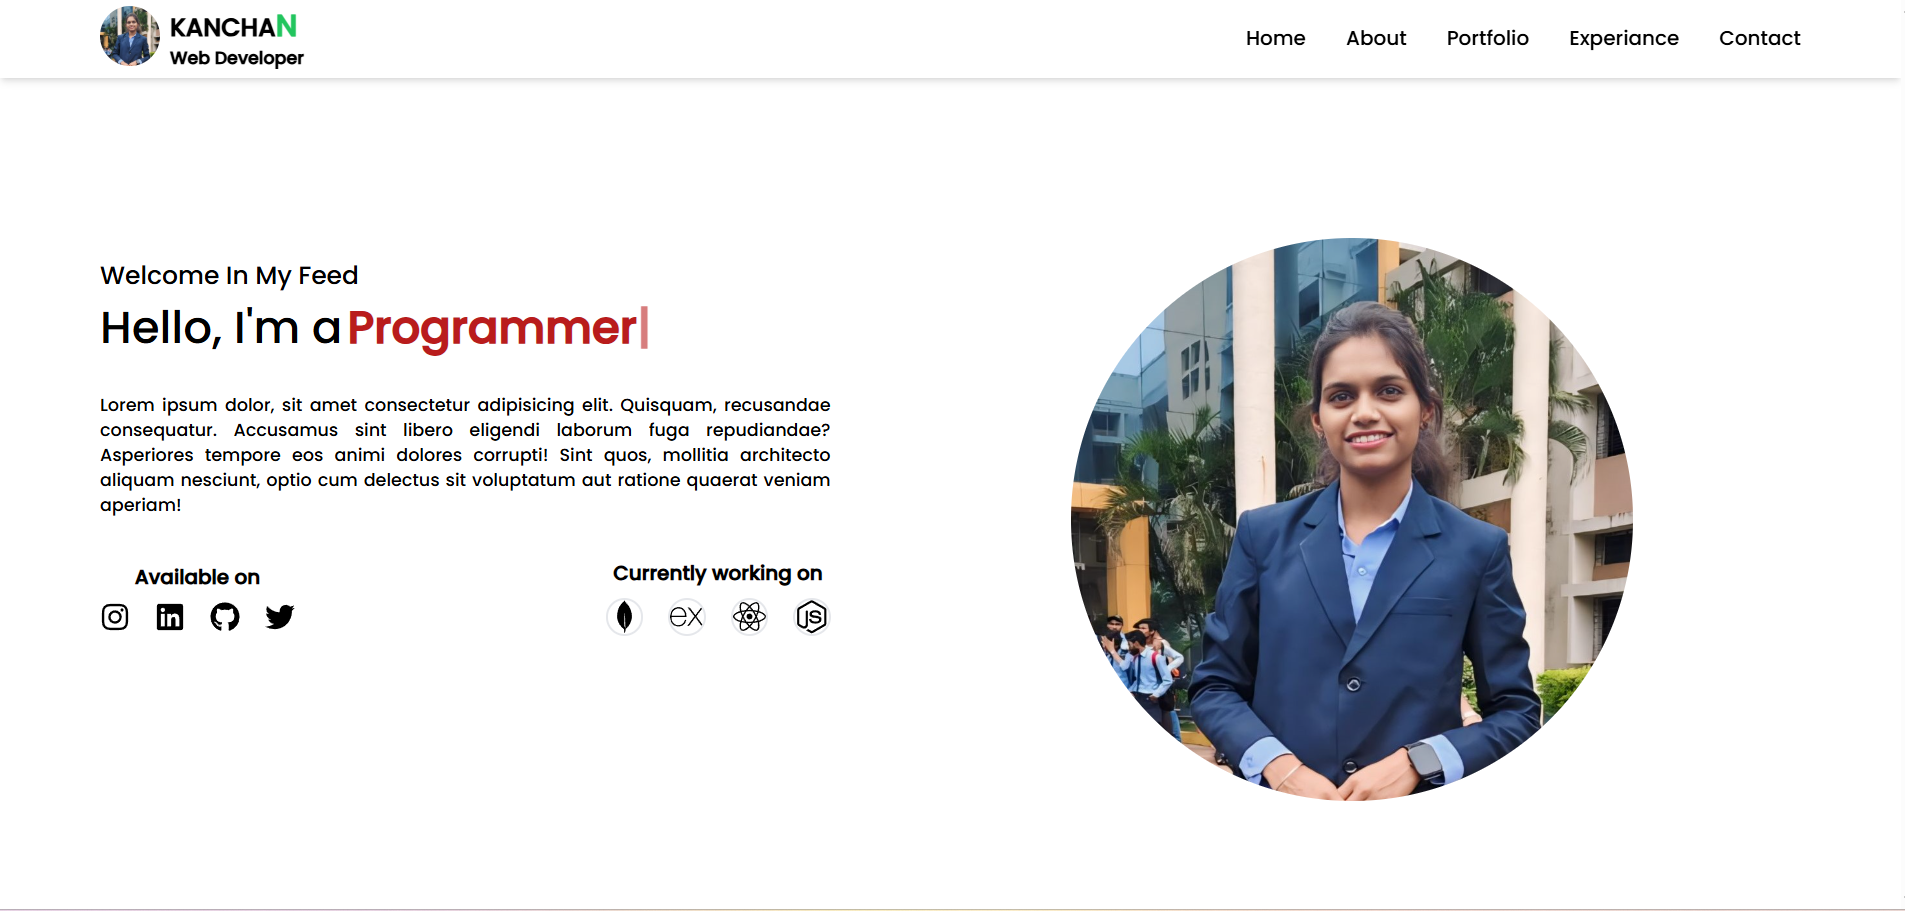 KANCHAN
Web Developer
Home About Portfolio Experiance Contact
Welcome In My Feed
Hello, I'm a Programmer
Lorem ipsum dolor, sit amet consectetur adipisicing elit. Quisquam, recusandae
consequatur. Accusamus sint libero eligendi laborum fuga repudiandae?
Asperiores tempore eos animi dolores corrupti! Sint quos, mollitia architecto
aliquam nesciunt, optio cum delectus sit voluptatum aut ratione quaerat veniam
aperiam!
Available on
in
Currently working on
ex
JS